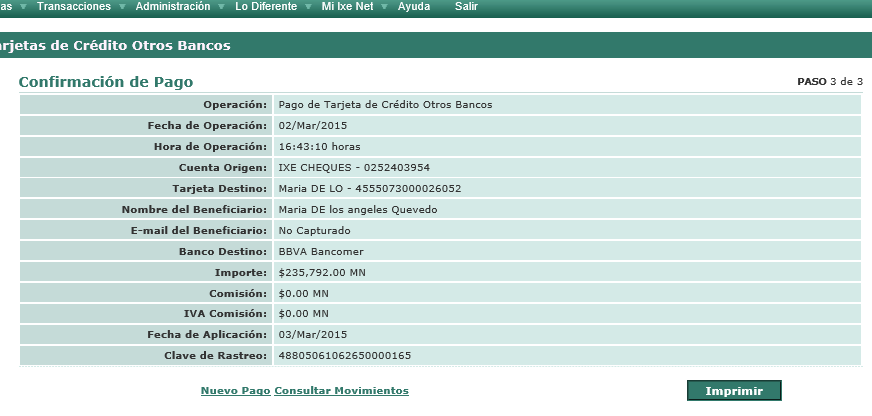 as Transacciones Administración Lo Diferente Mi Ixe Net Ayuda Salir
arjetas de Crédito Otros Bancos
Confirmación de Pago PASO 3 de 3
Operación: Pago de Tarjeta de Crédito Otros Bancos
Fecha de Operación: 02/Mar/2015
Hora de Operación: 16:43:10 horas
Cuenta Origen: IXE CHEQUES - 0252403954
Tarjeta Destino: Maria DE LO - 4555073000026052
Nombre del Beneficiario: Maria DE los angeles Quevedo
E-mail del Beneficiario: No Capturado
Banco Destino: BBVA Bancomer
Importe: $235,792.00 MN
Comisión: $0.00 MN
IVA Comisión: $0.00 MN
Fecha de Aplicación: 03/Mar/2015
Clave de Rastreo: 48805061062650000165
Nuevo Pago Consultar Movimientos Imprimir